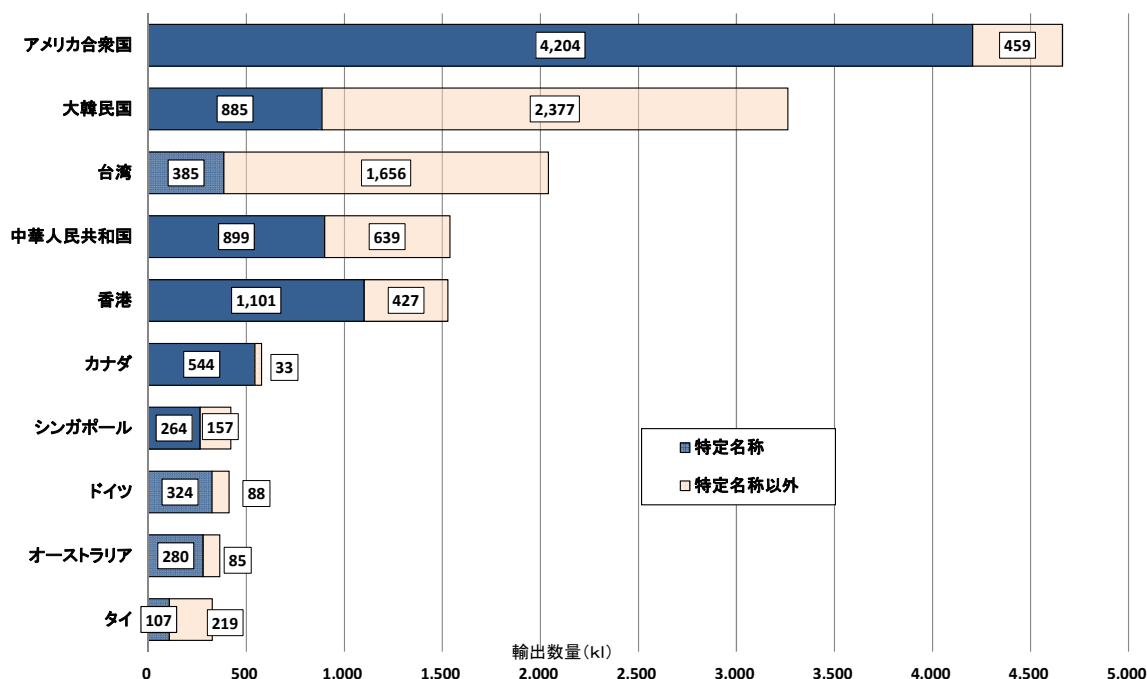 アメリカ合衆国 4,204 459
大韓民国 885 2,377
台湾 385 1,656
中華人民共和国 899 639
香港 1,101 427
カナダ 544 33
シンガポール 264 157
特定名称
ドイツ 324 88
特定名称以外
オーストラリア 280 85
タイ 107 219
輸出数量(kl)
0 500 1.000 1.500 2.000 2.500 3.000 3.500 4.000 4.500 5.000